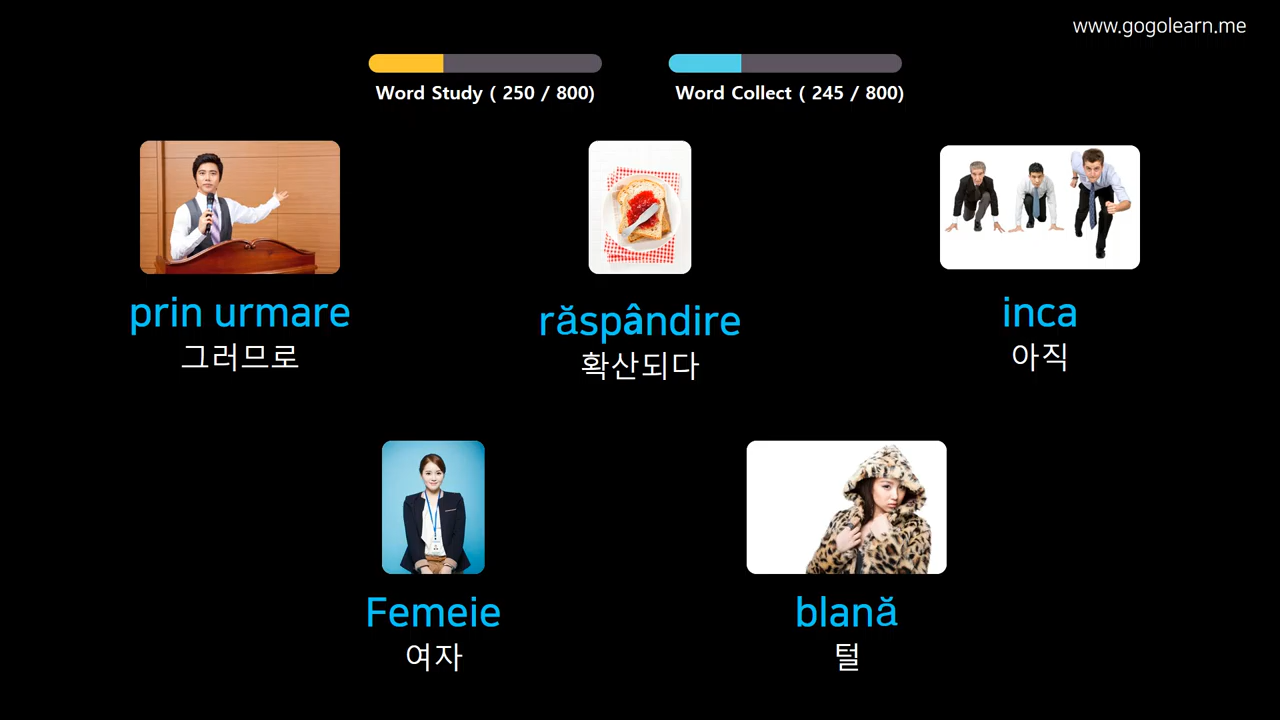 www.gogolearn.me
Word Study ( 250 / 800)
Word Collect ( 245 / 800)
prin urmare
그러므로
răspândire
확산되다
inca
아직
Femeie
여자
blană
털